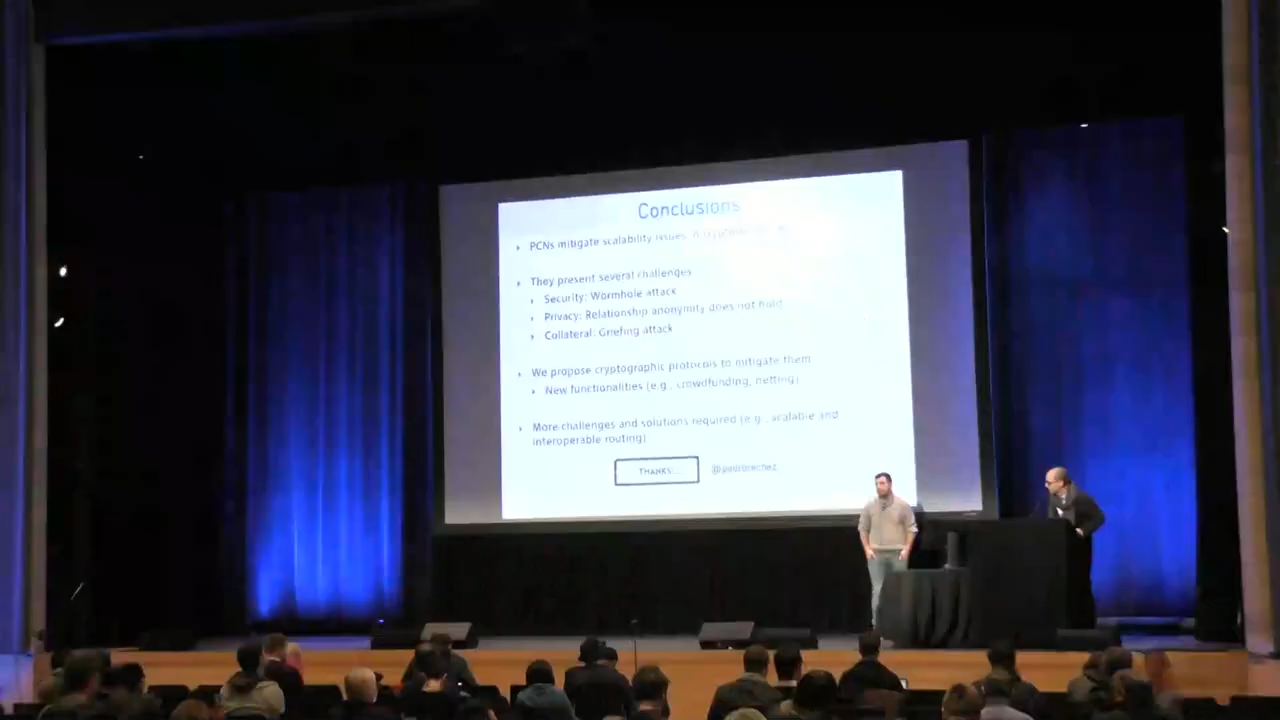 Conclusions
PCNs mitigate scalability issues
They present several challenges
Security: Wormhole attack
Privacy: Relationship anonymity does not hold
Collateral: Griefing attack
We propose cryptographic protocols to mitigate them
New functionalities (e.g., crowdfunding, netting)
More challenges and solutions required (e.g., scalable and
interoperable routing)
THANKS!